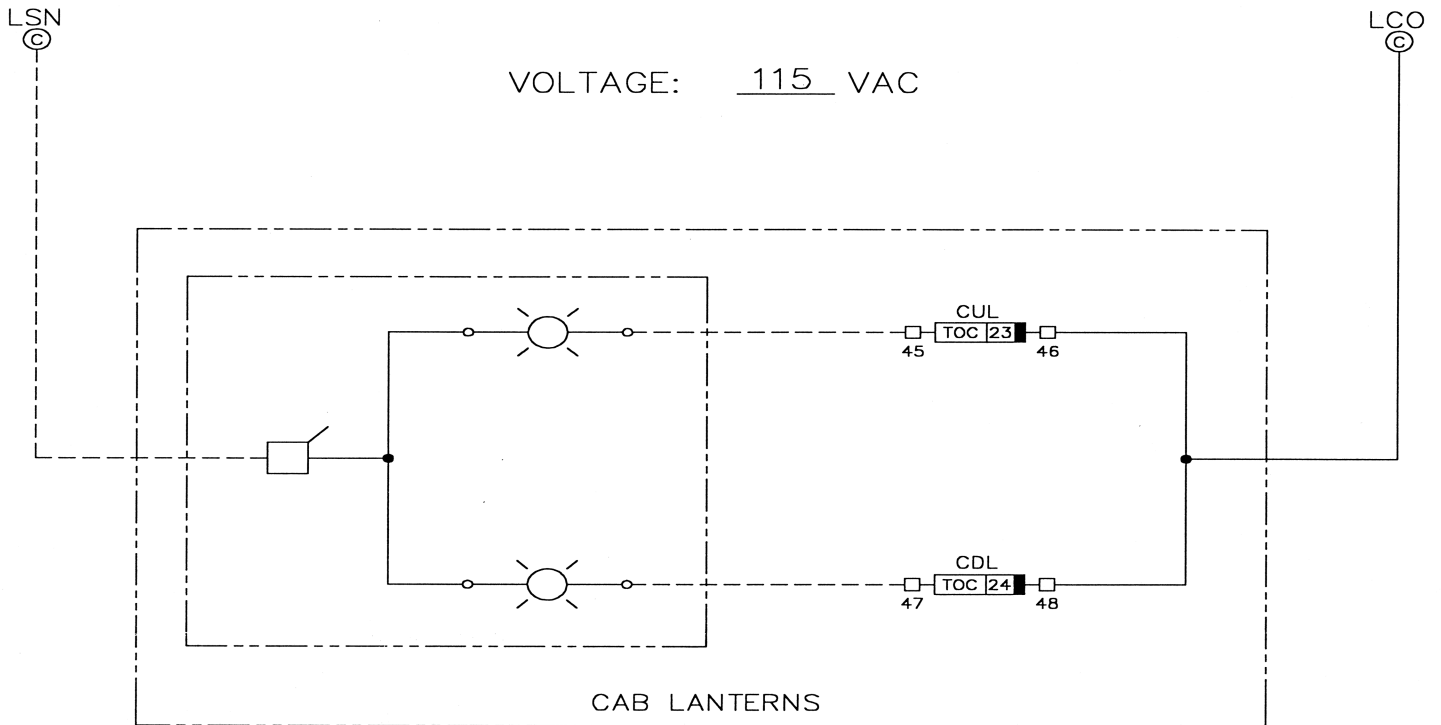 LSN
C
LCO
C
VOLTAGE: 115 VAC
CUL
TOC 23
45
46
CDL
TOC 24
47
48
CAB LANTERNS